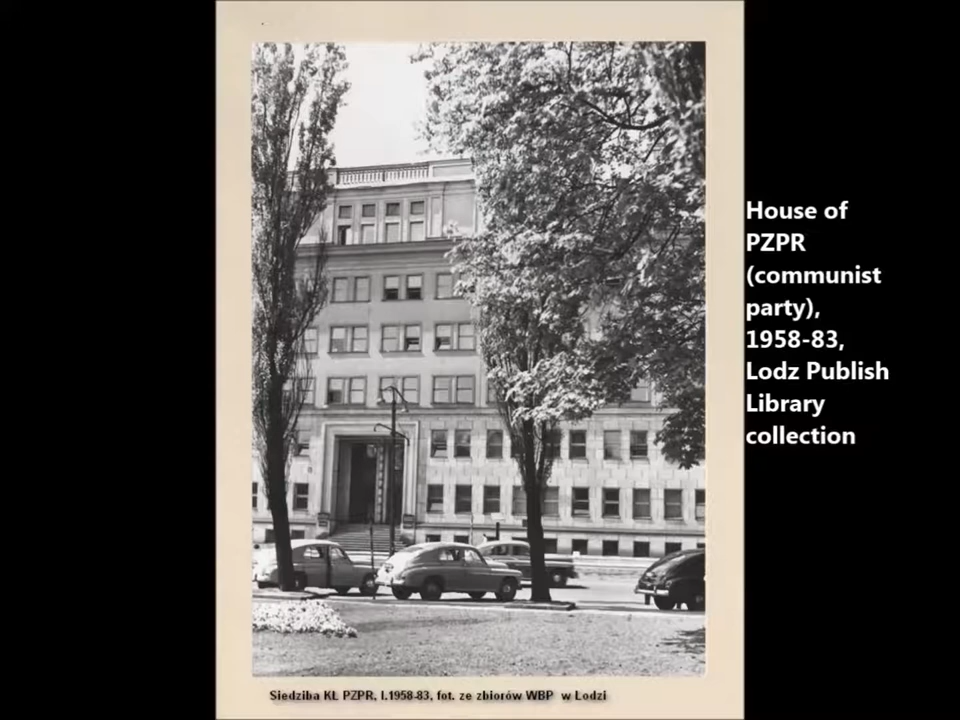 House of
PZPR
(communist
party),
1958-83,
Lodz Publish
Library
collection
Siedziba KŁ PZPR, l.1958-83, fot. ze zbiorów WBP w Łodzi